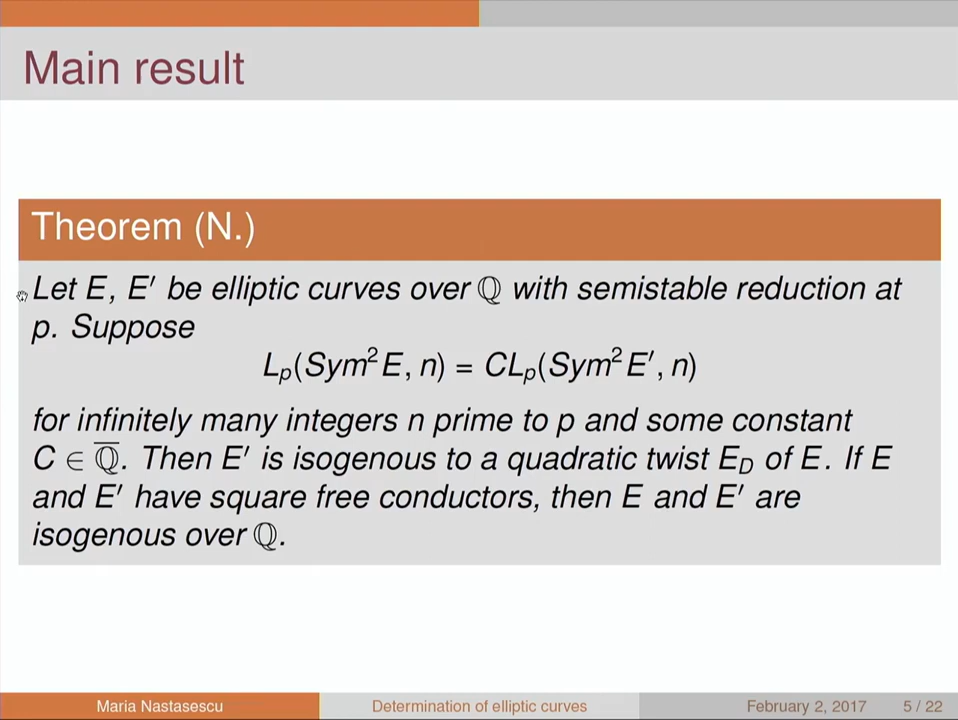 Main result
Theorem (N.)
Let E, E′ be elliptic curves over ℚ with semistable reduction at
p. Suppose
Lₚ(Sym²E, n) = CLₚ(Sym²E′, n)
for infinitely many integers n prime to p and some constant
C ∈ ℚ̅. Then E′ is isogenous to a quadratic twist E_D of E. If E
and E′ have square free conductors, then E and E′ are
isogenous over ℚ.
Maria Nastasescu Determination of elliptic curves February 2, 2017 5 / 22